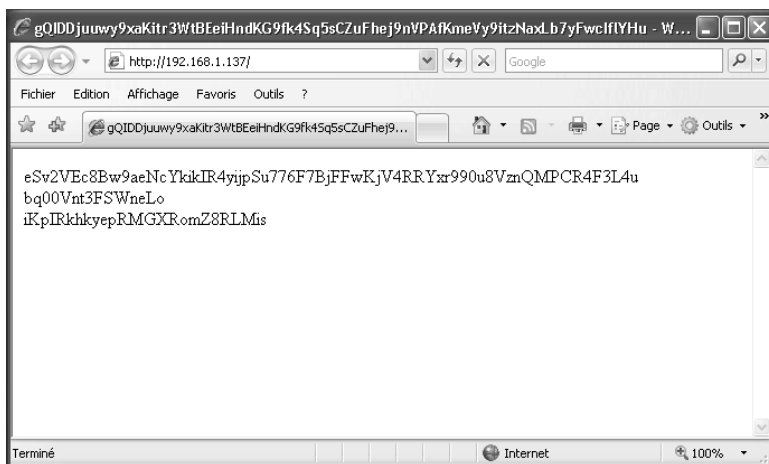 gQIDDjuuwy9xaKitr3WtBEeiHndKG9fk4Sq5sCZuFhej9nVPAfKmeVy9itzNaxLb7yFwcIflYHu - W...
http://192.168.1.137/
Google
Fichier Edition Affichage Favoris Outils ?
gQIDDjuuwy9xaKitr3WtBEeiHndKG9fk4Sq5sCZuFhej9...
Page Outils »
eSv2VEc8Bw9aeNcYkikIR4yijpSu776F7BjFFwKjV4RRYxr990u8VznQMPCR4F3L4u
bq00Vnt3FSWneLo
iKpIRkhkyepRMGXRomZ8RLMis
Terminé Internet 100%